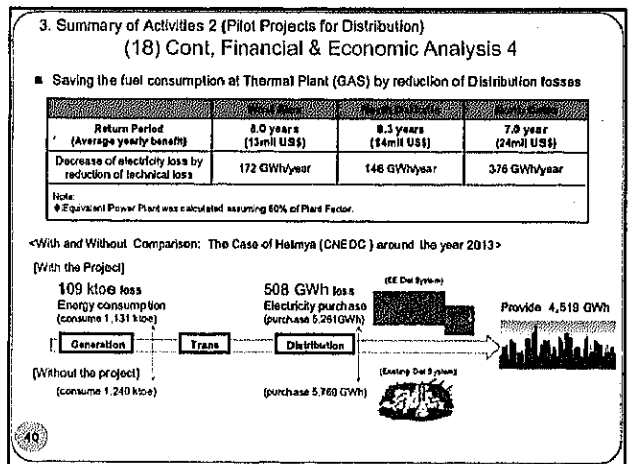 3. Summary of Activities 2 (Pilot Projects for Distribution)
(18) Cont, Financial & Economic Analysis 4
■ Saving the fuel consumption at Thermal Plant (GAS) by reduction of Distribution losses
Return Period 8.0 years 8.3 years 7.0 year
(Average yearly benefit) (13mil US$) (14mil US$) (24mil US$)
Decrease of electricity loss by
reduction of technical loss 172 GWh/year 146 GWh/year 376 GWh/year
Note:
◆Equivalent Power Plant was calculated assuming 60% of Plant Factor.
<With and Without Comparison: The Case of Helmya (CNEDC ) around the year 2013>
[With the Project]
109 ktoe loss 508 GWh loss (EE Dst System)
Energy consumption Electricity purchase Provide 4,519 GWh
(consume 1,131 ktoe) (purchase 5,261GWh)
Generation Trans Distribution
[Without the project] (Existing Dst System)
(consume 1,240 ktoe) (purchase 5,769 GWh)
40